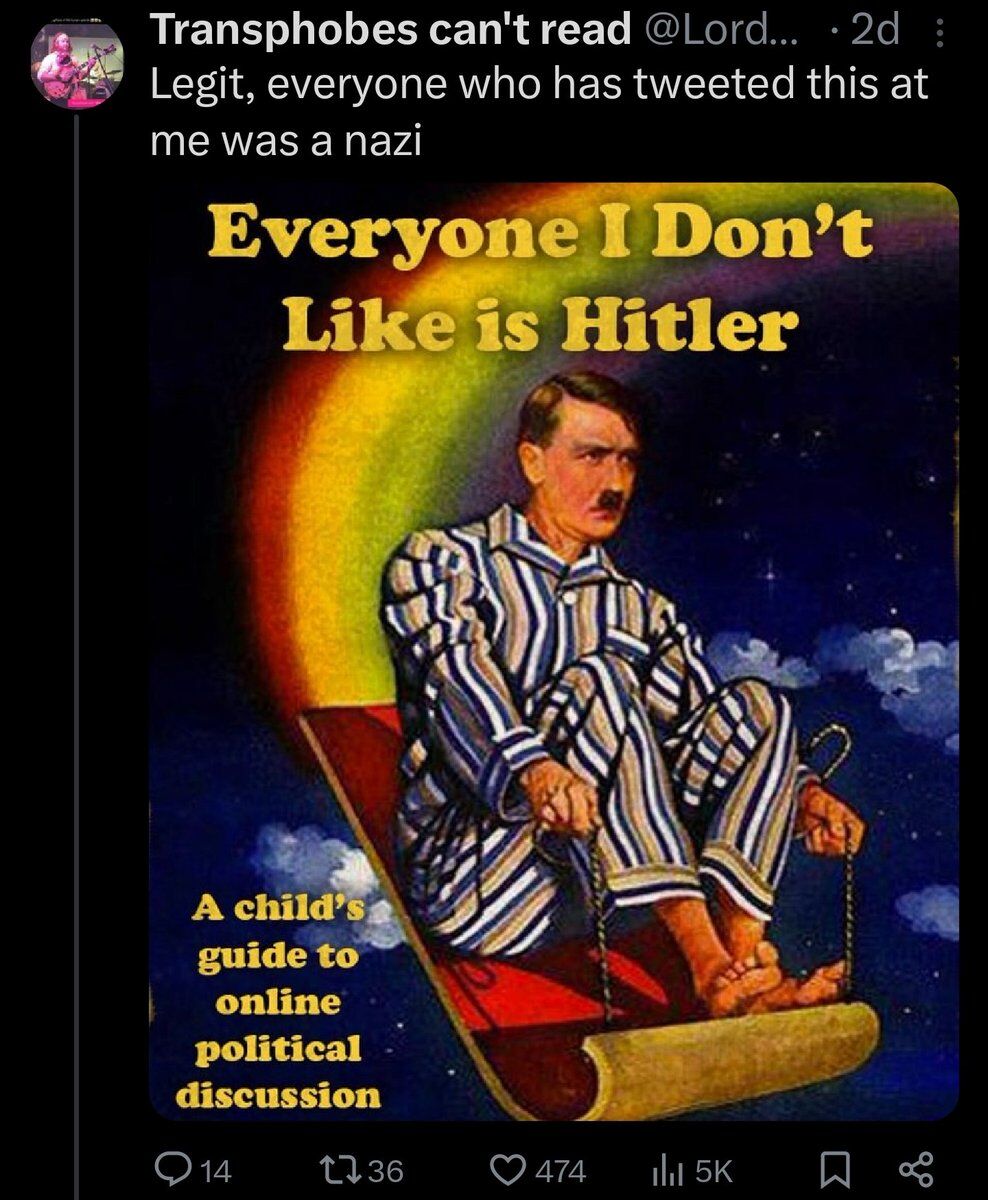 Transphobes can't read @Lord... · 2d
Legit, everyone who has tweeted this at
me was a nazi
Everyone I Don't
Like is Hitler
A child's
guide to
online
political
discussion
14 36 474 5K